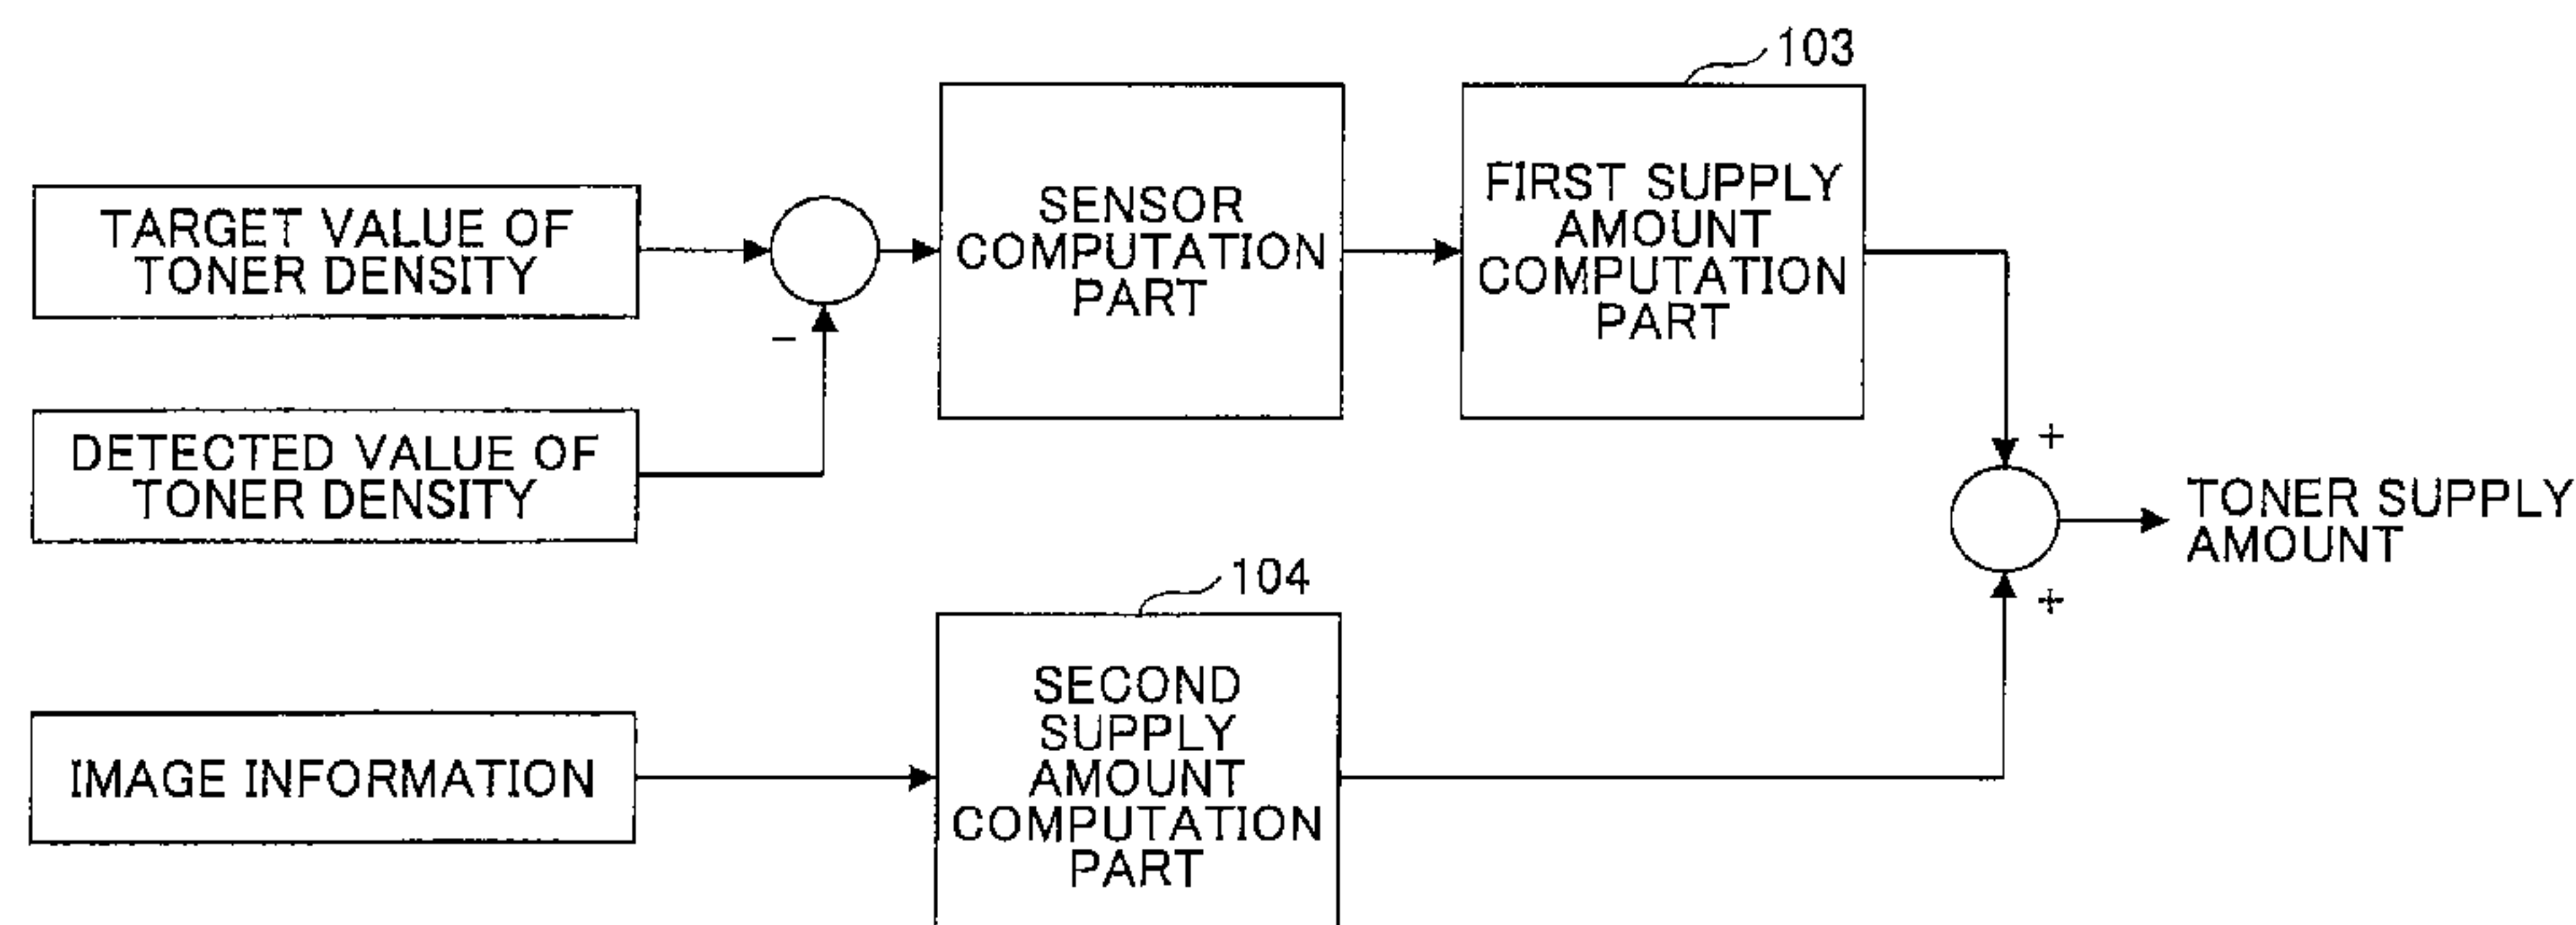 103
TARGET VALUE OF
TONER DENSITY
SENSOR
COMPUTATION
PART
FIRST SUPPLY
AMOUNT
COMPUTATION
PART
-
DETECTED VALUE OF
TONER DENSITY
+
TONER SUPPLY
AMOUNT
+
104
IMAGE INFORMATION
SECOND
SUPPLY
AMOUNT
COMPUTATION
PART